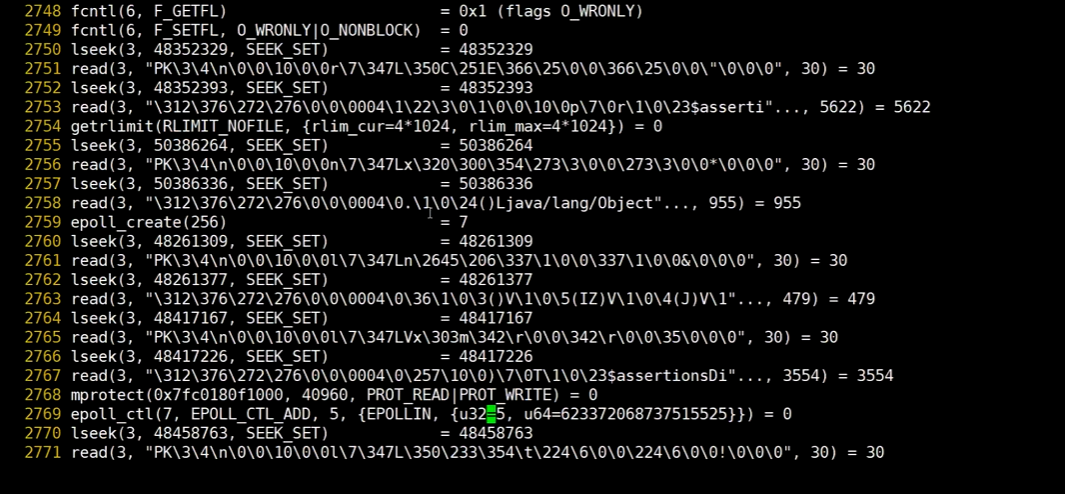 2748 fcntl(6, F_GETFL)                       = 0x1 (flags O_WRONLY)
2749 fcntl(6, F_SETFL, O_WRONLY|O_NONBLOCK)  = 0
2750 lseek(3, 48352329, SEEK_SET)            = 48352329
2751 read(3, "PK\3\4\n\0\0\10\0\0r\7\347L\350C\251E\366\25\0\0\366\25\0\0\"\0\0\0", 30) = 30
2752 lseek(3, 48352393, SEEK_SET)            = 48352393
2753 read(3, "\312\376\272\276\0\0\0004\1\22\3\0\1\0\0\10\0p\7\0r\1\0\23$asserti"..., 5622) = 5622
2754 getrlimit(RLIMIT_NOFILE, {rlim_cur=4*1024, rlim_max=4*1024}) = 0
2755 lseek(3, 50386264, SEEK_SET)            = 50386264
2756 read(3, "PK\3\4\n\0\0\10\0\0n\7\347Lx\320\300\354\273\3\0\0\273\3\0\0*\0\0\0", 30) = 30
2757 lseek(3, 50386336, SEEK_SET)            = 50386336
2758 read(3, "\312\376\272\276\0\0\0004\0.\1\0\24()Ljava/lang/Object"..., 955) = 955
2759 epoll_create(256)                       = 7
2760 lseek(3, 48261309, SEEK_SET)            = 48261309
2761 read(3, "PK\3\4\n\0\0\10\0\0l\7\347Ln\2645\206\337\1\0\0\337\1\0\0&\0\0\0", 30) = 30
2762 lseek(3, 48261377, SEEK_SET)            = 48261377
2763 read(3, "\312\376\272\276\0\0\0004\0\36\1\0\3()V\1\0\5(IZ)V\1\0\4(J)V\1"..., 479) = 479
2764 lseek(3, 48417167, SEEK_SET)            = 48417167
2765 read(3, "PK\3\4\n\0\0\10\0\0l\7\347LVx\303m\342\r\0\0\342\r\0\0\35\0\0\0", 30) = 30
2766 lseek(3, 48417226, SEEK_SET)            = 48417226
2767 read(3, "\312\376\272\276\0\0\0004\0\257\10\0)\7\0T\1\0\23$assertionsDi"..., 3554) = 3554
2768 mprotect(0x7fc0180f1000, 40960, PROT_READ|PROT_WRITE) = 0
2769 epoll_ctl(7, EPOLL_CTL_ADD, 5, {EPOLLIN, {u32=5, u64=623372068737515525}}) = 0
2770 lseek(3, 48458763, SEEK_SET)            = 48458763
2771 read(3, "PK\3\4\n\0\0\10\0\0l\7\347L\350\233\354\t\224\6\0\0\224\6\0\0!\0\0\0", 30) = 30